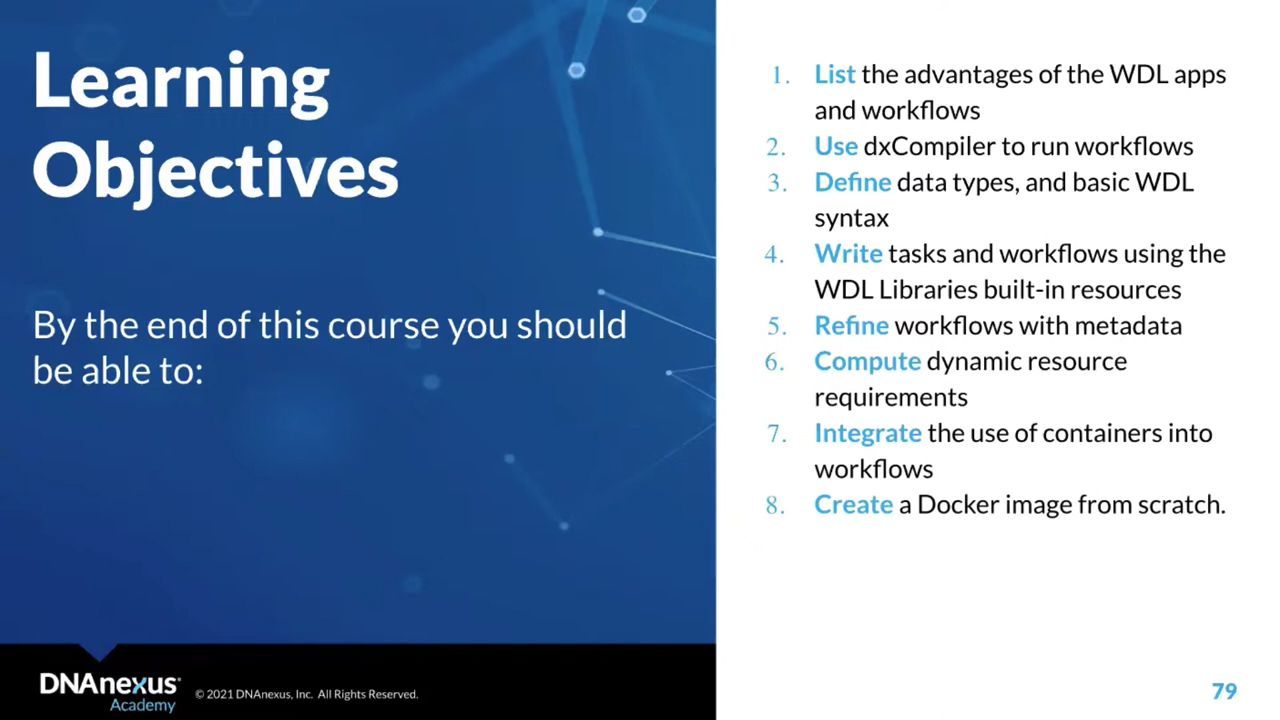 Learning
Objectives
By the end of this course you should
be able to:
1. List the advantages of the WDL apps
and workflows
2. Use dxCompiler to run workflows
3. Define data types, and basic WDL
syntax
4. Write tasks and workflows using the
WDL Libraries built-in resources
5. Refine workflows with metadata
6. Compute dynamic resource
requirements
7. Integrate the use of containers into
workflows
8. Create a Docker image from scratch.
DNAnexus
Academy
© 2021 DNAnexus, Inc. All Rights Reserved.
79